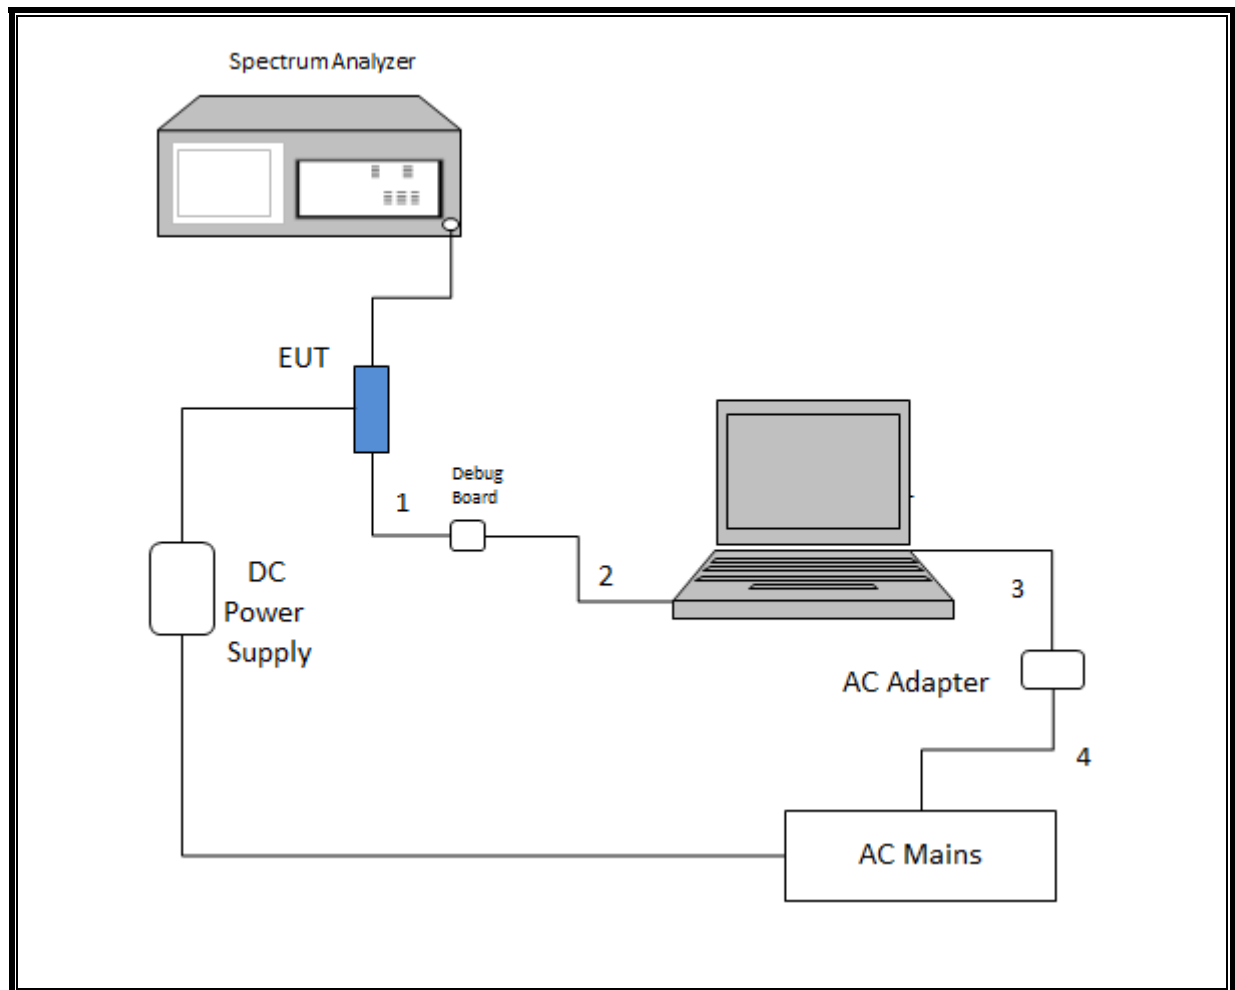 Spectrum Analyzer
EUT
Debug
Board
1
2
DC
Power
Supply
3
AC Adapter
4
AC Mains